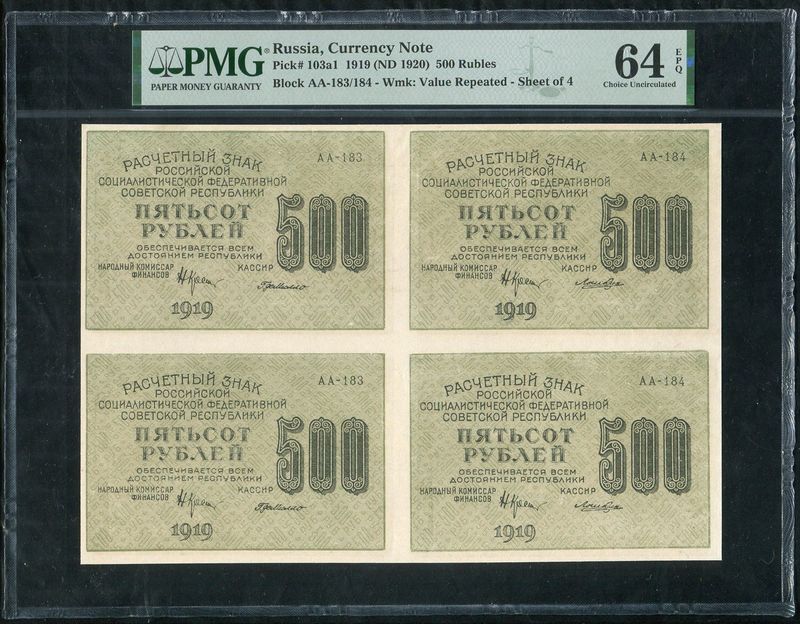 PMG®
PAPER MONEY GUARANTY
Russia, Currency Note
Pick# 103a1 1919 (ND 1920) 500 Rubles
Block AA-183/184 - Wmk: Value Repeated - Sheet of 4
64 EPQ
Choice Uncirculated
РАСЧЕТНЫЙ ЗНАК АА-183
РОССИЙСКОЙ
СОЦИАЛИСТИЧЕСКОЙ ФЕДЕРАТИВНОЙ
СОВЕТСКОЙ РЕСПУБЛИКИ
ПЯТЬСОТ
РУБЛЕЙ
500
ОБЕСПЕЧИВАЕТСЯ ВСЕМ
ДОСТОЯНИЕМ РЕСПУБЛИКИ
НАРОДНЫЙ КОМИССАР КАССИР
ФИНАНСОВ
1919
РАСЧЕТНЫЙ ЗНАК АА-184
РОССИЙСКОЙ
СОЦИАЛИСТИЧЕСКОЙ ФЕДЕРАТИВНОЙ
СОВЕТСКОЙ РЕСПУБЛИКИ
ПЯТЬСОТ
РУБЛЕЙ
500
ОБЕСПЕЧИВАЕТСЯ ВСЕМ
ДОСТОЯНИЕМ РЕСПУБЛИКИ
НАРОДНЫЙ КОМИССАР КАССИР
ФИНАНСОВ
1919
РАСЧЕТНЫЙ ЗНАК АА-183
РОССИЙСКОЙ
СОЦИАЛИСТИЧЕСКОЙ ФЕДЕРАТИВНОЙ
СОВЕТСКОЙ РЕСПУБЛИКИ
ПЯТЬСОТ
РУБЛЕЙ
500
ОБЕСПЕЧИВАЕТСЯ ВСЕМ
ДОСТОЯНИЕМ РЕСПУБЛИКИ
НАРОДНЫЙ КОМИССАР КАССИР
ФИНАНСОВ
1919
РАСЧЕТНЫЙ ЗНАК АА-184
РОССИЙСКОЙ
СОЦИАЛИСТИЧЕСКОЙ ФЕДЕРАТИВНОЙ
СОВЕТСКОЙ РЕСПУБЛИКИ
ПЯТЬСОТ
РУБЛЕЙ
500
ОБЕСПЕЧИВАЕТСЯ ВСЕМ
ДОСТОЯНИЕМ РЕСПУБЛИКИ
НАРОДНЫЙ КОМИССАР КАССИР
ФИНАНСОВ
1919